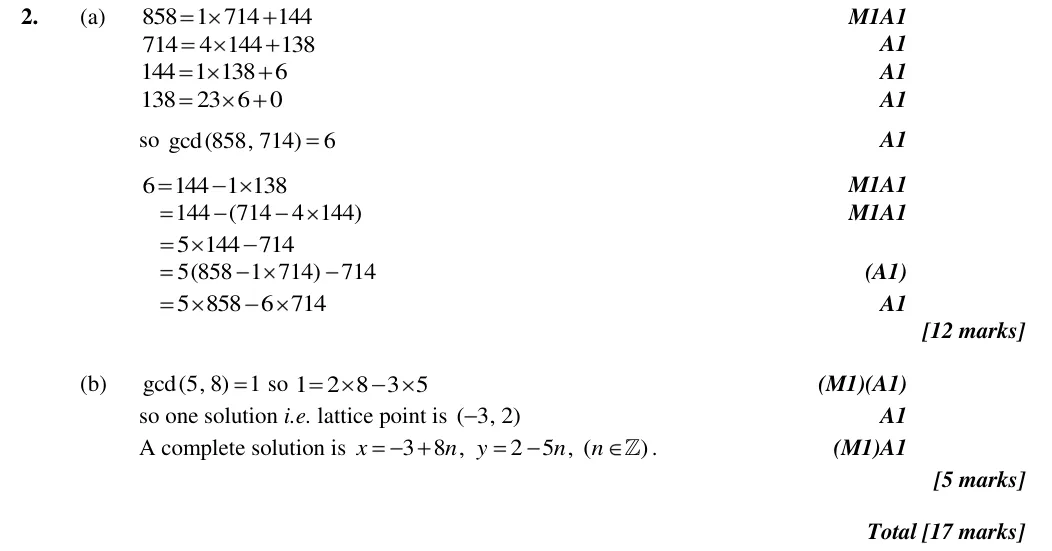 2. (a) 858=1×714+144 M1A1
714=4×144+138 A1
144=1×138+6 A1
138=23×6+0 A1
so gcd(858, 714)=6 A1
6=144−1×138 M1A1
=144−(714−4×144) M1A1
=5×144−714
=5(858−1×714)−714 (A1)
=5×858−6×714 A1
[12 marks]
(b) gcd(5, 8)=1 so 1=2×8−3×5 (M1)(A1)
so one solution i.e. lattice point is (−3, 2) A1
A complete solution is x=−3+8n, y=2−5n, (n∈ℤ). (M1)A1
[5 marks]
Total [17 marks]